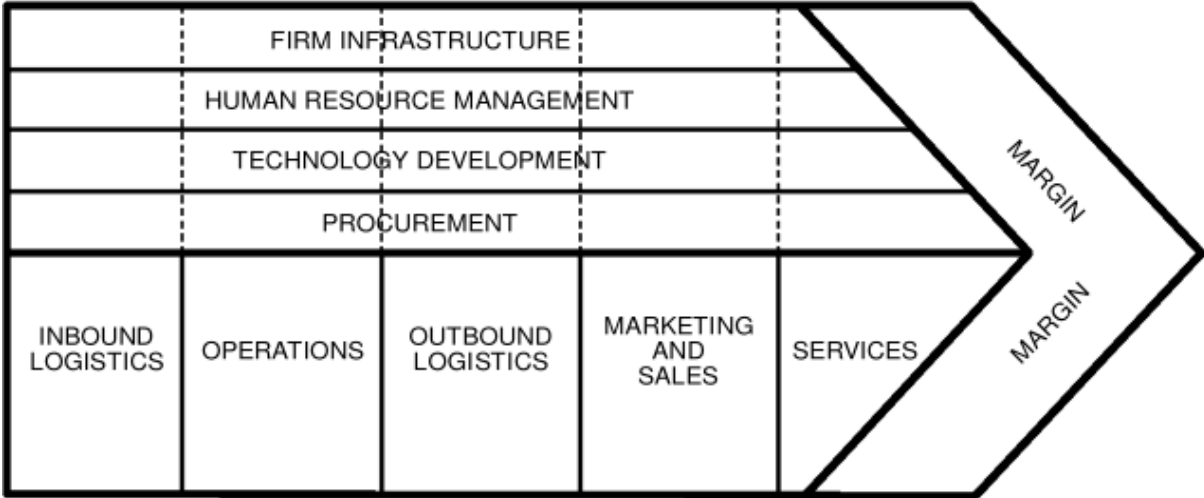 FIRM INFRASTRUCTURE
HUMAN RESOURCE MANAGEMENT
TECHNOLOGY DEVELOPMENT
PROCUREMENT
MARGIN
INBOUND
LOGISTICS
OPERATIONS
OUTBOUND
LOGISTICS
MARKETING
AND
SALES
SERVICES
MARGIN